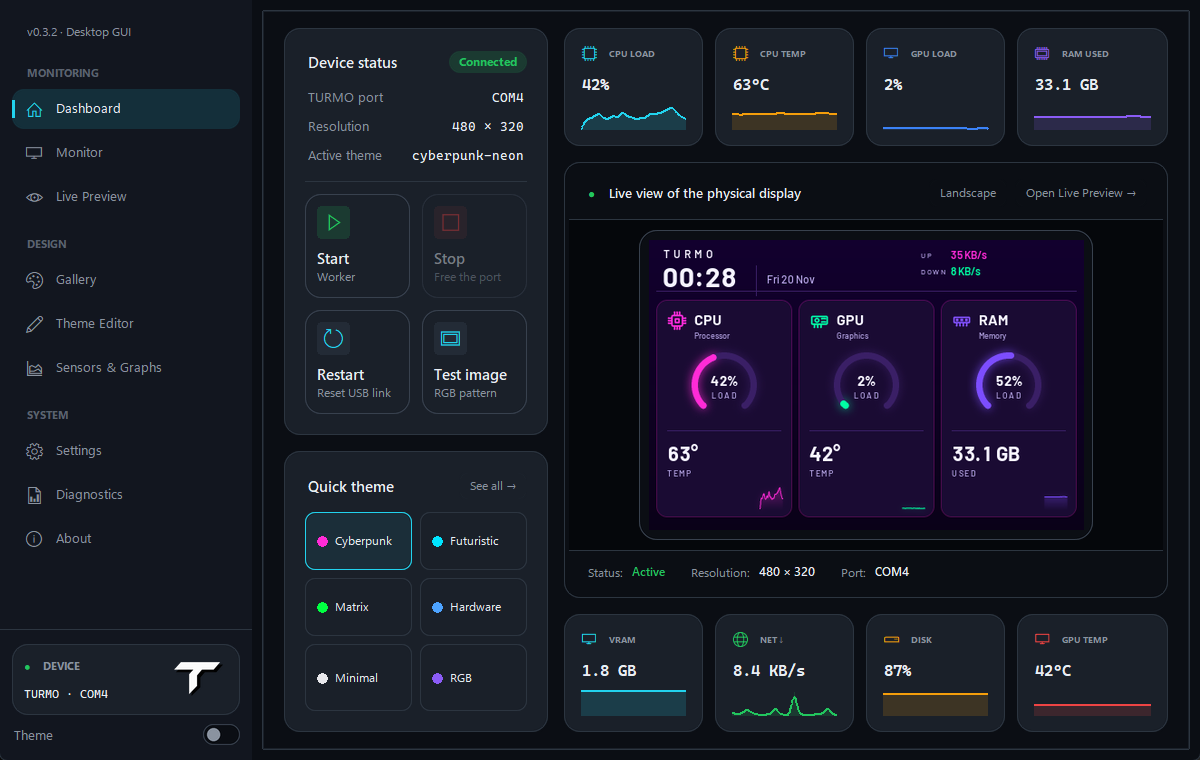 v0.3.2 · Desktop GUI
MONITORING
Dashboard
Monitor
Live Preview
DESIGN
Gallery
Theme Editor
Sensors & Graphs
SYSTEM
Settings
Diagnostics
About
DEVICE
TURMO · COM4
Theme
Device status
Connected
TURMO port COM4
Resolution 480 × 320
Active theme cyberpunk-neon
Start
Worker
Stop
Free the port
Restart
Reset USB link
Test image
RGB pattern
Quick theme
See all →
Cyberpunk
Futuristic
Matrix
Hardware
Minimal
RGB
CPU LOAD
42%
CPU TEMP
63°C
GPU LOAD
2%
RAM USED
33.1 GB
Live view of the physical display
Landscape
Open Live Preview →
TURMO
00:28
Fri 20 Nov
UP 35 KB/s
DOWN 8 KB/s
CPU
Processor
42%
LOAD
63°
TEMP
GPU
Graphics
2%
LOAD
42°
TEMP
RAM
Memory
52%
LOAD
33.1 GB
USED
Status: Active
Resolution: 480 × 320
Port: COM4
VRAM
1.8 GB
NET ↓
8.4 KB/s
DISK
87%
GPU TEMP
42°C